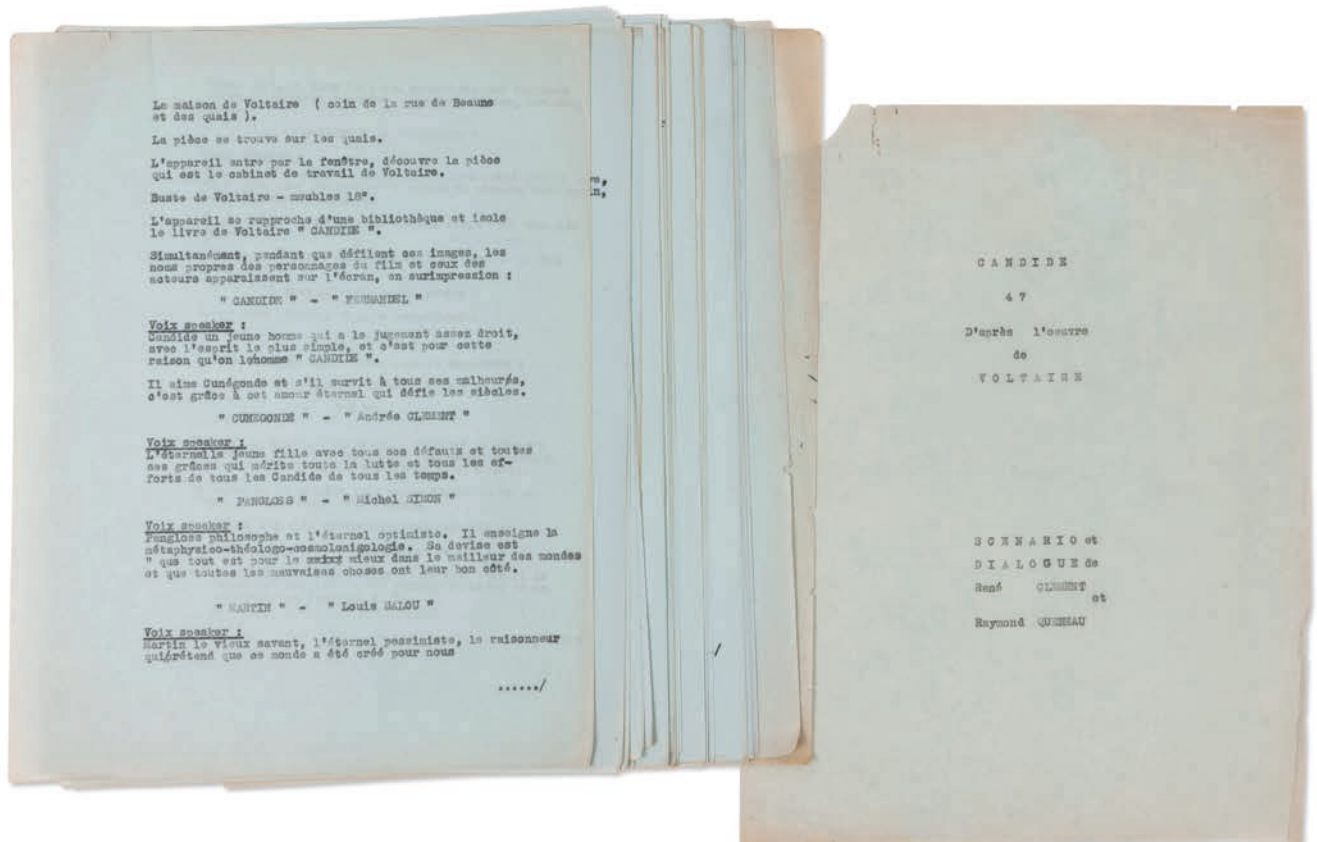 La maison de Voltaire ( coin de la rue de Beaune
et des quais ).
La pièce se trouve sur les quais.
L'appareil entre par la fenêtre, découvre la pièce
qui est le cabinet de travail de Voltaire.
Buste de Voltaire - meubles 18°.
L'appareil se rapproche d'une bibliothèque et isole
le livre de Voltaire " CANDIDE ".
Simultanément, pendant que défilent ces images, les
noms propres des personnages du film et ceux des
acteurs apparaissent sur l'écran, en surimpression :
" CANDIDE " - " FERNANDEL "
Voix speaker :
Candide un jeune homme qui a le jugement assez droit,
avec l'esprit le plus simple, et c'est pour cette
raison qu'on le nomme " CANDIDE ".
Il aime Cunégonde et s'il survit à tous ses malheurs,
c'est grâce à cet amour éternel qui défie les siècles.
" CUNEGONDE " - " Andrée CLEMENT "
Voix speaker :
L'éternelle jeune fille avec tous ses défauts et toutes
ses grâces qui mérite toute la lutte et tous les ef-
forts de tous les Candide de tous les temps.
" PANGLOSS " - " Michel SIMON "
Voix speaker :
Pangloss philosophe et l'éternel optimiste. Il enseigne la
métaphysico-théologo-cosmolonigologie. Sa devise est
" que tout est pour le mieux dans le meilleur des mondes
et que toutes les mauvaises choses ont leur bon côté.
" MARTIN " - " Louis SALOU "
Voix speaker :
Martin le vieux savant, l'éternel pessimiste, le raisonneur
qui prétend que ce monde a été créé pour nous
....../
re,
in,
CANDIDE
47
D'après l'oeuvre
de
VOLTAIRE
SCENARIO et
DIALOGUE de
René CLEMENT
et
Raymond QUENEAU